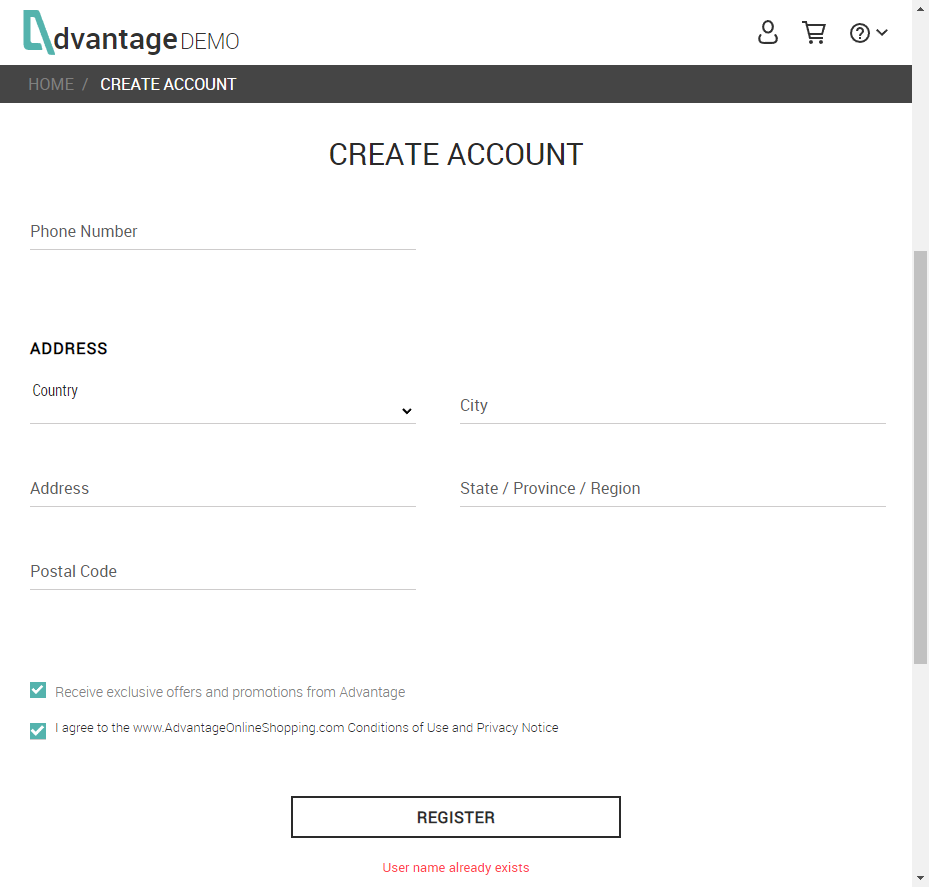 dvantage DEMO
HOME / CREATE ACCOUNT
CREATE ACCOUNT
Phone Number
ADDRESS
Country
City
Address
State / Province / Region
Postal Code
Receive exclusive offers and promotions from Advantage
I agree to the www.AdvantageOnlineShopping.com Conditions of Use and Privacy Notice
REGISTER
User name already exists